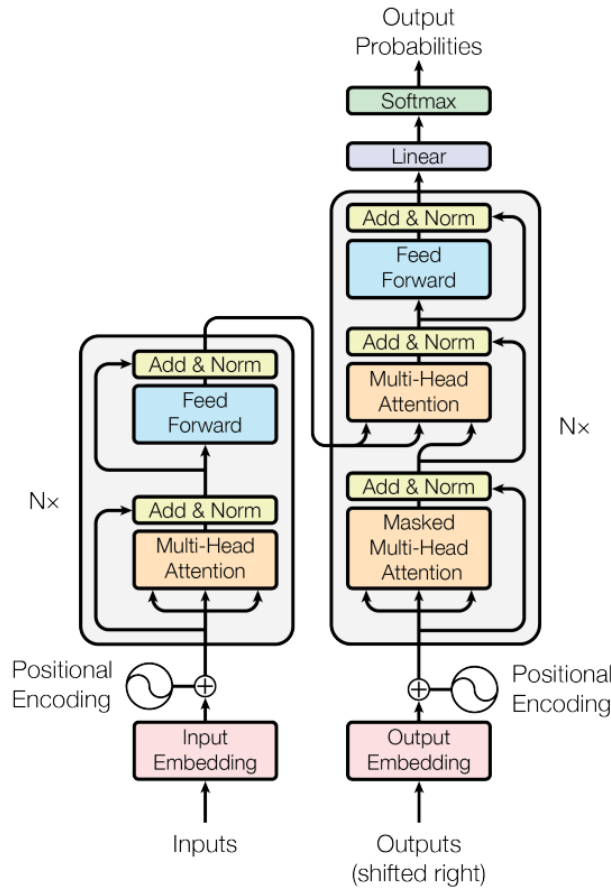 Output
Probabilities
Softmax
Linear
Add & Norm
Feed
Forward
Add & Norm
Multi-Head
Attention
Add & Norm
Masked
Multi-Head
Attention
N×
Add & Norm
Feed
Forward
Add & Norm
Multi-Head
Attention
N×
Positional
Encoding
Positional
Encoding
Input
Embedding
Output
Embedding
Inputs
Outputs
(shifted right)